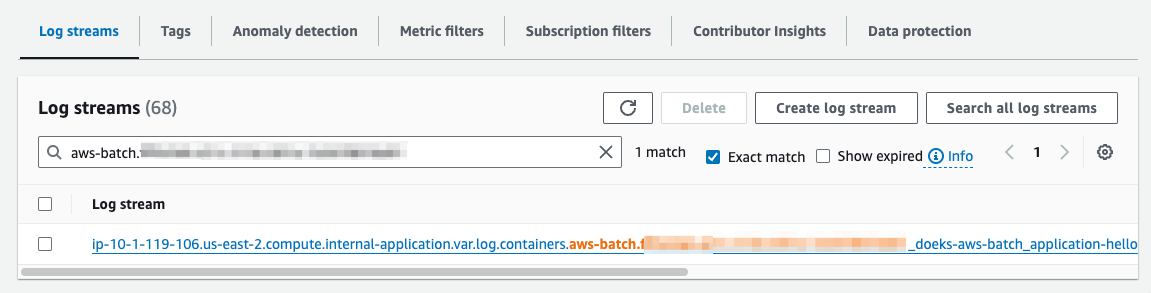 Log streams Tags Anomaly detection Metric filters Subscription filters Contributor Insights Data protection
Log streams (68) Delete Create log stream Search all log streams
aws-batch. 1 match Exact match Show expired Info 1
Log stream
ip-10-1-119-106.us-east-2.compute.internal-application.var.log.containers.aws-batch.f _doeks-aws-batch_application-hello